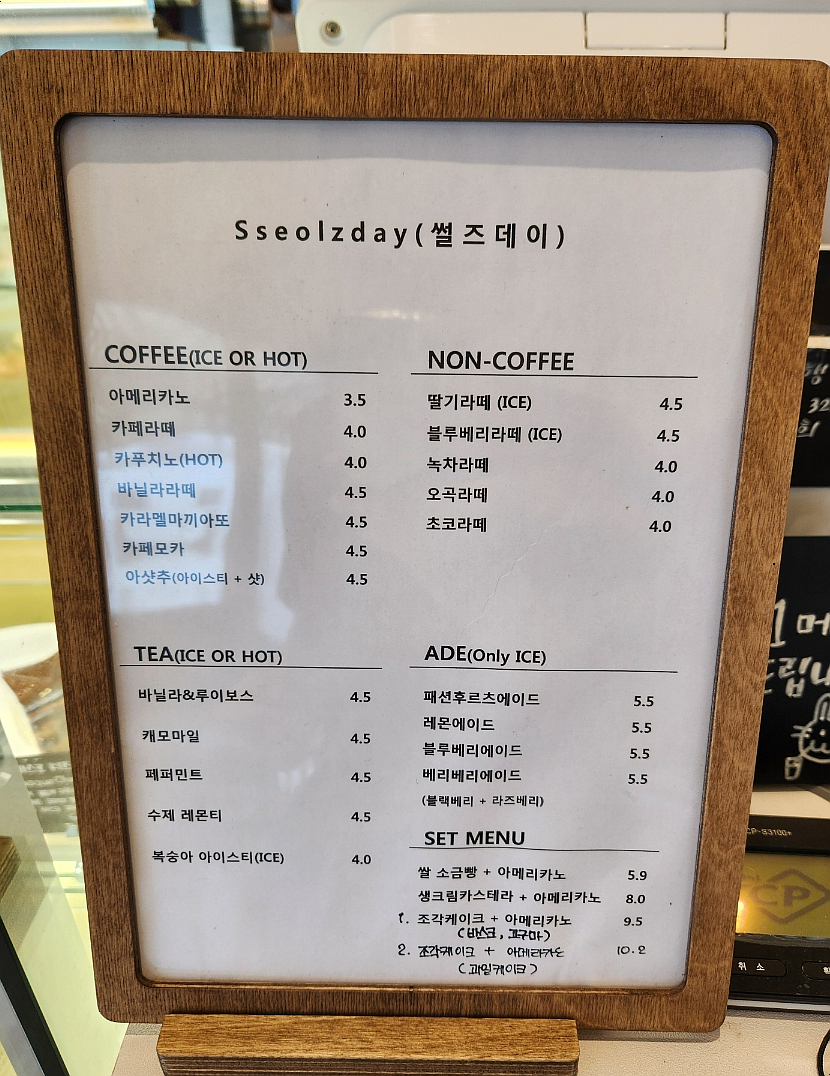 Sseolzday(썰즈데이)
COFFEE(ICE OR HOT)
아메리카노 3.5
카페라떼 4.0
카푸치노(HOT) 4.0
바닐라라떼 4.5
카라멜마끼아또 4.5
카페모카 4.5
아샷추(아이스티 + 샷) 4.5
NON-COFFEE
딸기라떼 (ICE) 4.5
블루베리라떼 (ICE) 4.5
녹차라떼 4.0
오곡라떼 4.0
초코라떼 4.0
TEA(ICE OR HOT)
바닐라&루이보스 4.5
캐모마일 4.5
페퍼민트 4.5
수제 레몬티 4.5
복숭아 아이스티(ICE) 4.0
ADE(Only ICE)
패션후르츠에이드 5.5
레몬에이드 5.5
블루베리에이드 5.5
베리베리에이드 5.5
(블랙베리 + 라즈베리)
SET MENU
쌀 소금빵 + 아메리카노 5.9
생크림카스테라 + 아메리카노 8.0
1. 조각케이크 + 아메리카노 9.5
(바스크, 고구마)
2. 조각케이크 + 아메리카노 10.2
(과일케이크)
32
1 메
드립니
CP-S3100+
CP
취 소